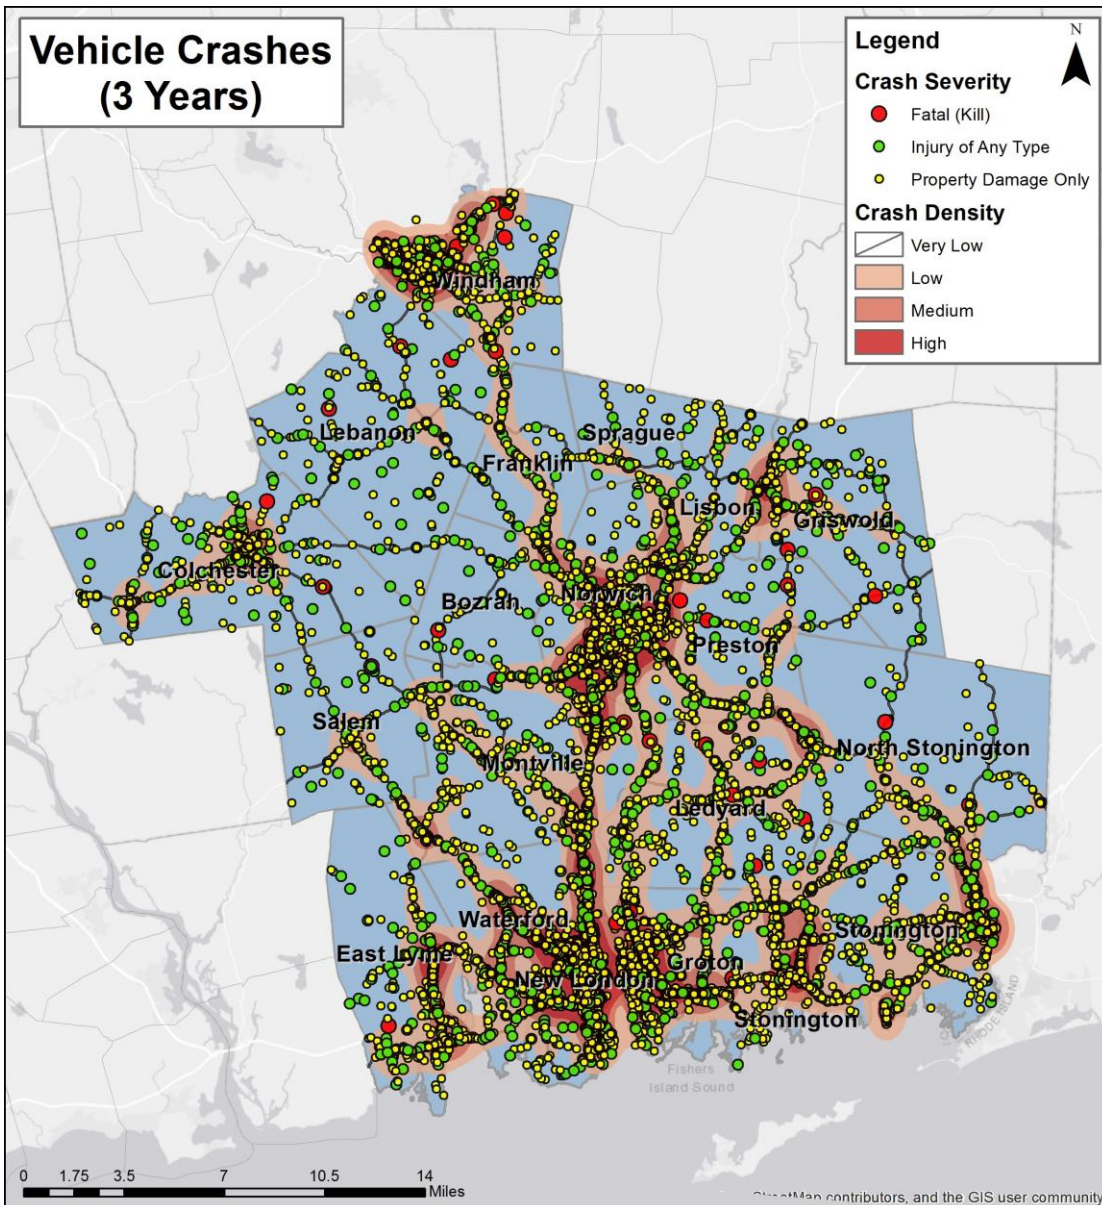 Vehicle Crashes
(3 Years)
Legend
N
Crash Severity
Fatal (Kill)
Injury of Any Type
Property Damage Only
Crash Density
Very Low
Low
Medium
High
Windham
Lebanon
Sprague
Franklin
Lisbon
Griswold
Colchester
Bozrah
Norwich
Preston
Salem
Montville
North Stonington
Ledyard
Waterford
Stonington
East Lyme
Groton
New London
Stonington
RHODE ISLAND
Fishers
Island Sound
0 1.75 3.5 7 10.5 14
Miles
contributors, and the GIS user community